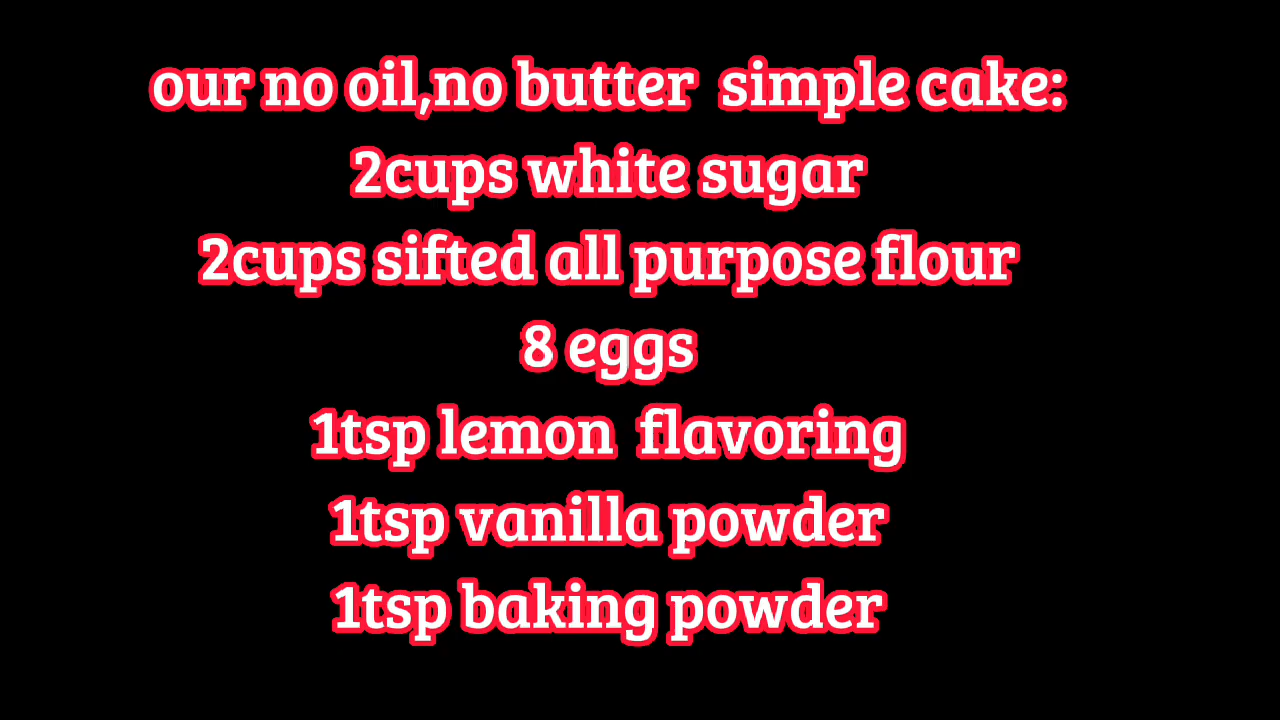 our no oil,no butter  simple cake:
2cups white sugar
2cups sifted all purpose flour
8 eggs
1tsp lemon  flavoring
1tsp vanilla powder
1tsp baking powder